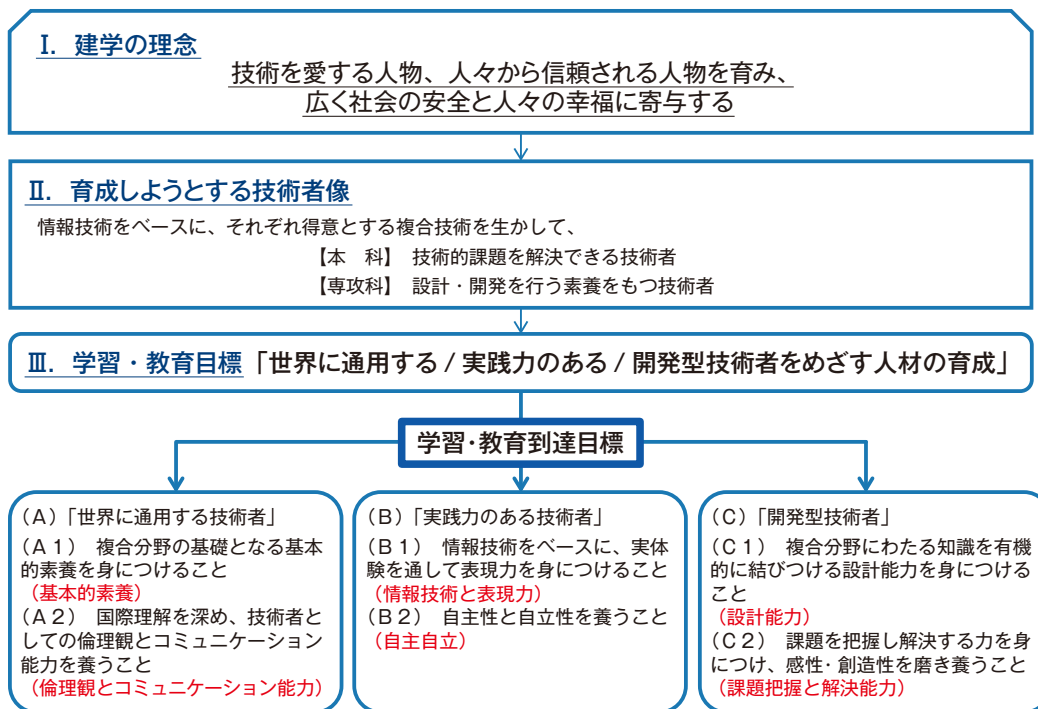 Ⅰ. 建学の理念
技術を愛する人物、人々から信頼される人物を育み、
広く社会の安全と人々の幸福に寄与する
Ⅱ. 育成しようとする技術者像
情報技術をベースに、それぞれ得意とする複合技術を生かして、
【本　科】 技術的課題を解決できる技術者
【専攻科】 設計・開発を行う素養をもつ技術者
Ⅲ. 学習・教育目標「世界に通用する / 実践力のある / 開発型技術者をめざす人材の育成」
学習・教育到達目標
(A)「世界に通用する技術者」
(A1) 複合分野の基礎となる基本
的素養を身につけること
(基本的素養)
(A2) 国際理解を深め、技術者と
しての倫理観とコミュニケーション
能力を養うこと
(倫理観とコミュニケーション能力)
(B)「実践力のある技術者」
(B1) 情報技術をベースに、実体
験を通して表現力を身につけること
(情報技術と表現力)
(B2) 自主性と自立性を養うこと
(自主自立)
(C)「開発型技術者」
(C1) 複合分野にわたる知識を有機
的に結びつける設計能力を身につける
こと
(設計能力)
(C2) 課題を把握し解決する力を身
につけ、感性・創造性を磨き養うこと
(課題把握と解決能力)